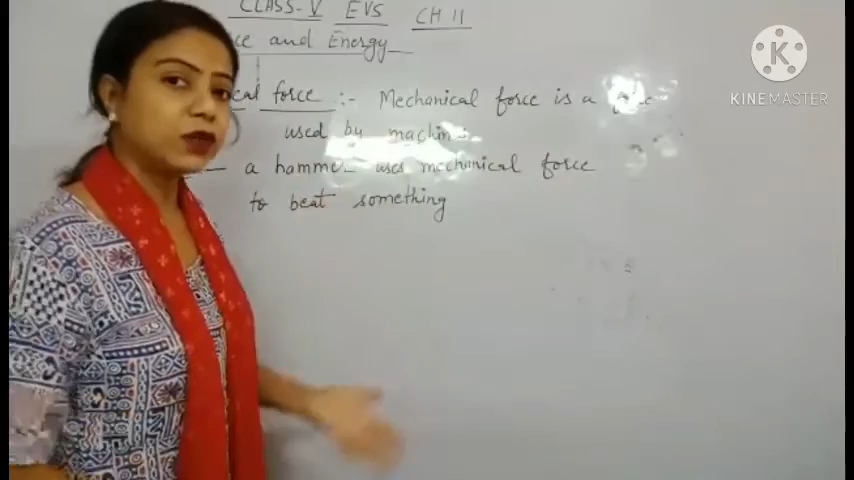 CLASS-V EVS CH 11
and Energy
force :- Mechanical force is a
used by
a hammer uses mechanical force
to beat something
K
KINEMASTER